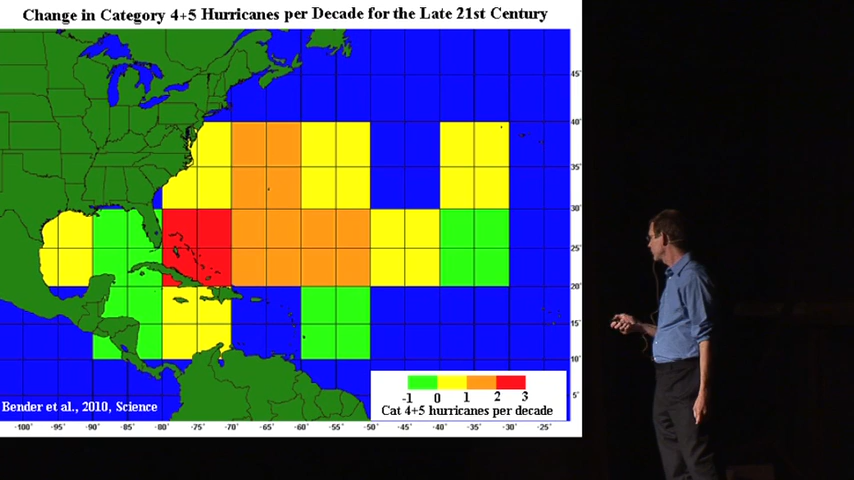 Change in Category 4+5 Hurricanes per Decade for the Late 21st Century
45°
40°
35°
30°
25°
20°
15°
10°
5°
-1 0 1 2 3
Cat 4+5 hurricanes per decade
Bender et al., 2010, Science
-100° -95° -90° -85° -80° -75° -70° -65° -60° -55° -50° -45° -40° -35° -30° -25°